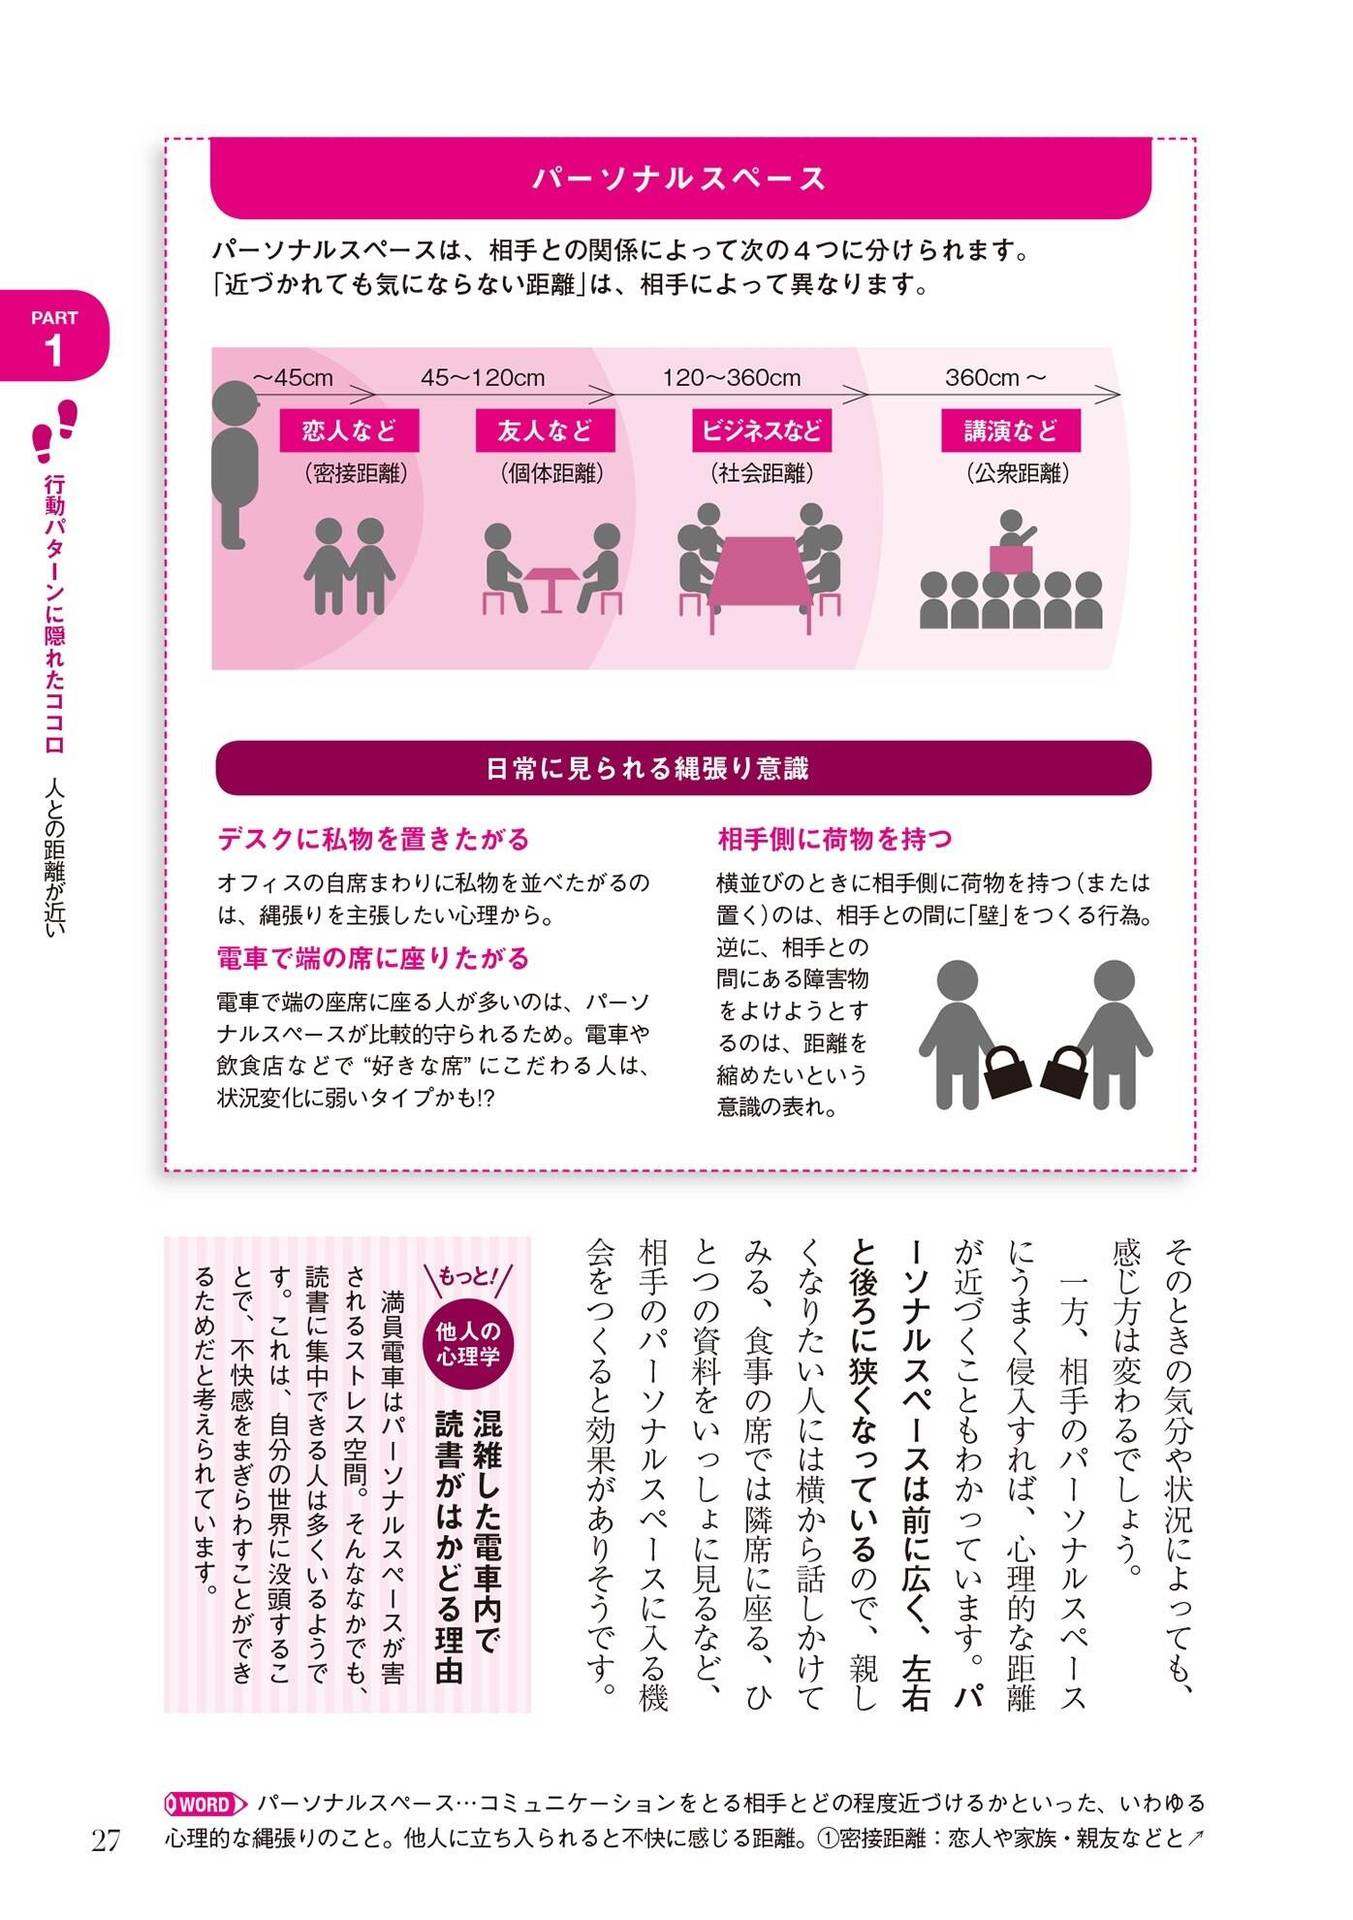 パーソナルスペース
パーソナルスペースは、相手との関係によって次の4つに分けられます。
「近づかれても気にならない距離」は、相手によって異なります。
PART
1
行動パターンに隠れたココロ 人との距離が近い
〜45cm
45〜120cm
120〜360cm
360cm〜
恋人など
友人など
ビジネスなど
講演など
（密接距離）
（個体距離）
（社会距離）
（公衆距離）
日常に見られる縄張り意識
デスクに私物を置きたがる
オフィスの自席まわりに私物を並べたがるの
は、縄張りを主張したい心理から。
電車で端の席に座りたがる
電車で端の座席に座る人が多いのは、パーソ
ナルスペースが比較的守られるため。電車や
飲食店などで“好きな席”にこだわる人は、
状況変化に弱いタイプかも!?
相手側に荷物を持つ
横並びのときに相手側に荷物を持つ（または
置く）のは、相手との間に「壁」をつくる行為。
逆に、相手との
間にある障害物
をよけようとす
るのは、距離を
縮めたいという
意識の表れ。
そのときの気分や状況によっても、
感じ方は変わるでしょう。
一方、相手のパーソナルスペース
にうまく侵入すれば、心理的な距離
が近づくこともわかっています。パ
ーソナルスペースは前に広く、左右
と後ろに狭くなっているので、親し
くなりたい人には横から話しかけて
みる、食事の席では隣席に座る、ひ
とつの資料をいっしょに見るなど、
相手のパーソナルスペースに入る機
会をつくると効果がありそうです。
もっと!
他人の
心理学
混雑した電車内で
読書がはかどる理由
満員電車はパーソナルスペースが害
されるストレス空間。そんななかでも、
読書に集中できる人は多くいるようで
す。これは、自分の世界に没頭するこ
とで、不快感をまぎらわすことができ
るためだと考えられています。
WORD パーソナルスペース…コミュニケーションをとる相手とどの程度近づけるかといった、いわゆる
心理的な縄張りのこと。他人に立ち入られると不快に感じる距離。①密接距離：恋人や家族・親友などと↗
27